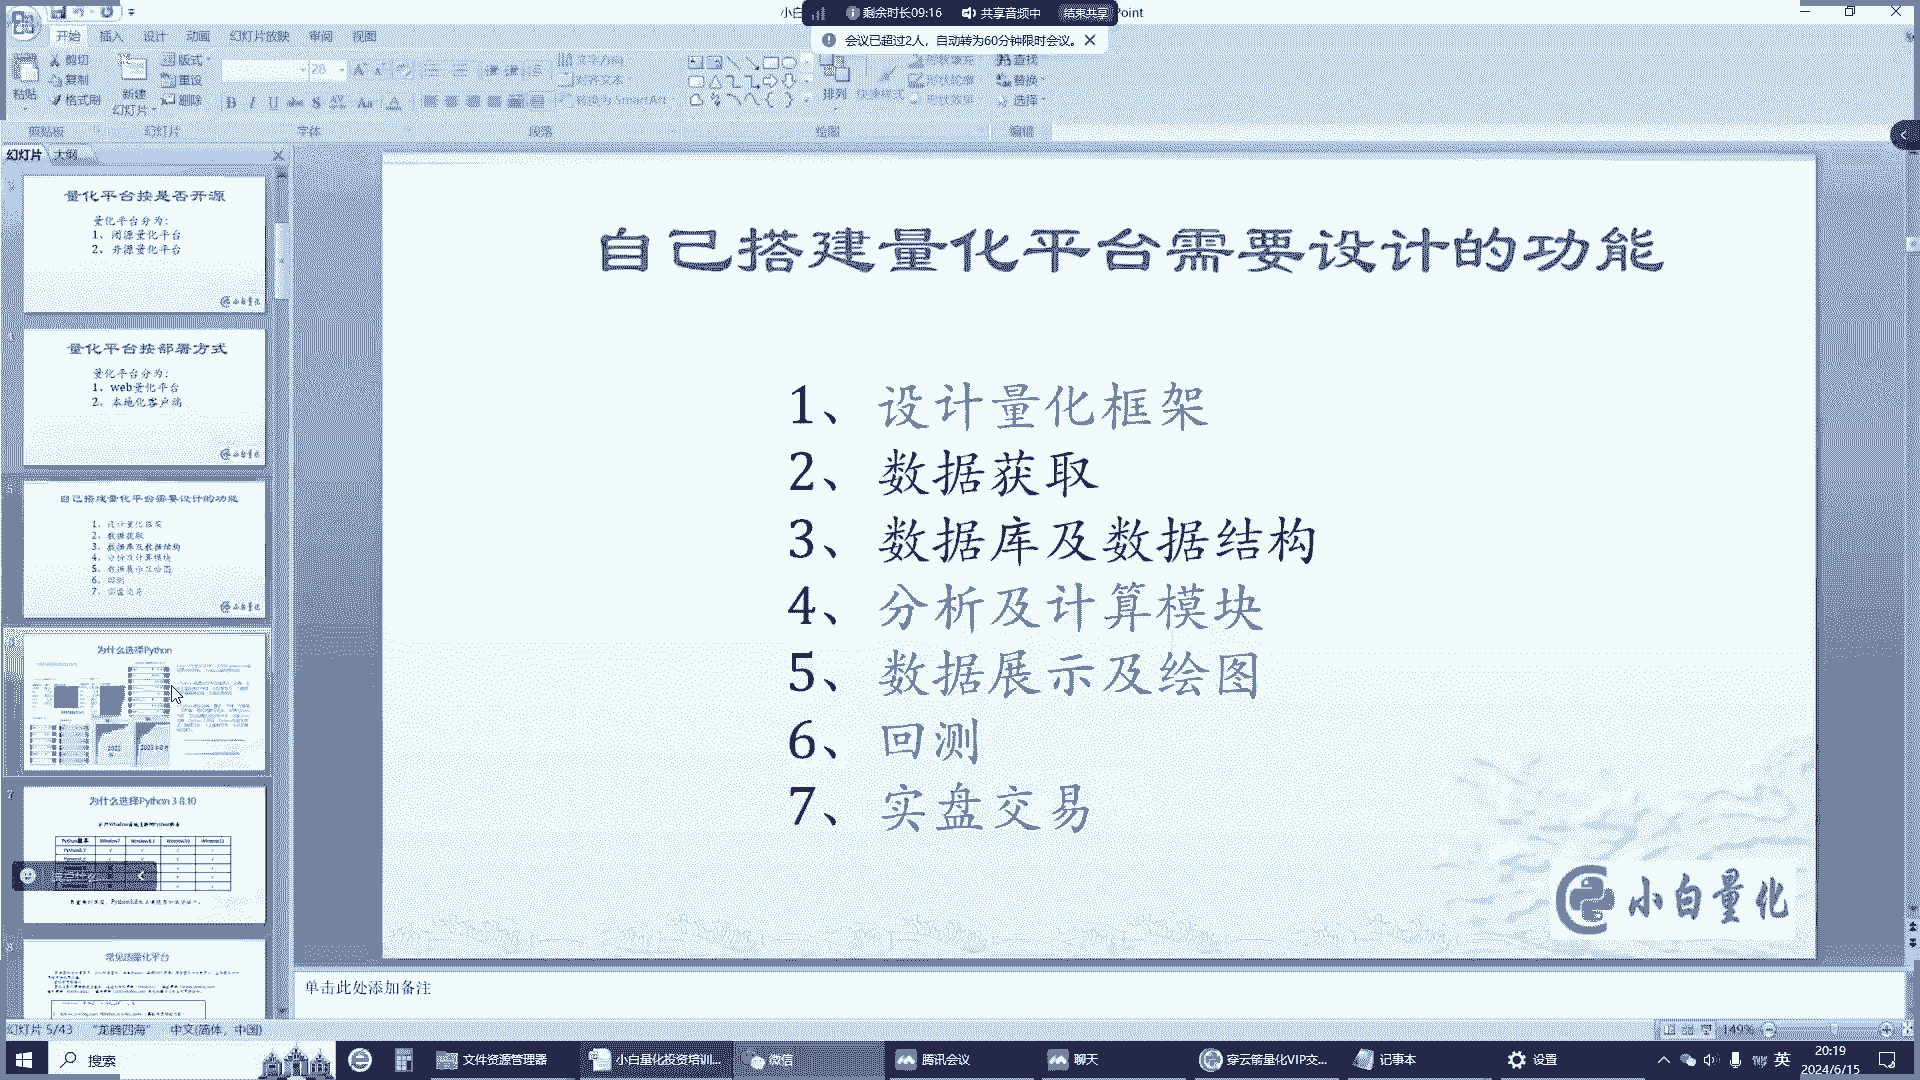 小白
剩余时长09:16
共享音频中
结束共享
Point
会议已超过2人，自动转为60分钟限时会议。
开始
插入
设计
动画
幻灯片放映
审阅
视图
剪切
复制
格式刷
粘贴
新建
幻灯片
版式
重设
删除
28
B I U abc S AV Aa A
文字方向
对齐文本
转换为 SmartArt
排列
快速样式
形状填充
形状轮廓
形状效果
查找
替换
选择
剪贴板
幻灯片
字体
段落
绘图
编辑
幻灯片
大纲
量化平台按是否开源
量化平台分为：
1、闭源量化平台
2、开源量化平台
小白量化
4
量化平台按部署方式
量化平台分为：
1、web量化平台
2、本地化客户端
小白量化
5
自己搭建量化平台需要设计的功能
1、设计量化框架
2、数据获取
3、数据库及数据结构
4、分析及计算模块
5、数据展示及绘图
6、回测
7、实盘交易
小白量化
6
为什么选择Python
7
为什么选择Python 3.8.10
8
常见的量化平台
自己搭建量化平台需要设计的功能
1、设计量化框架
2、数据获取
3、数据库及数据结构
4、分析及计算模块
5、数据展示及绘图
6、回测
7、实盘交易
小白量化
单击此处添加备注
幻灯片 5/43
"龙腾四海"
中文(简体，中国)
149%
搜索
文件资源管理器
小白量化投资培训...
微信
腾讯会议
聊天
穿云箭量化VIP交...
记事本
设置
英
20:19
2024/6/15